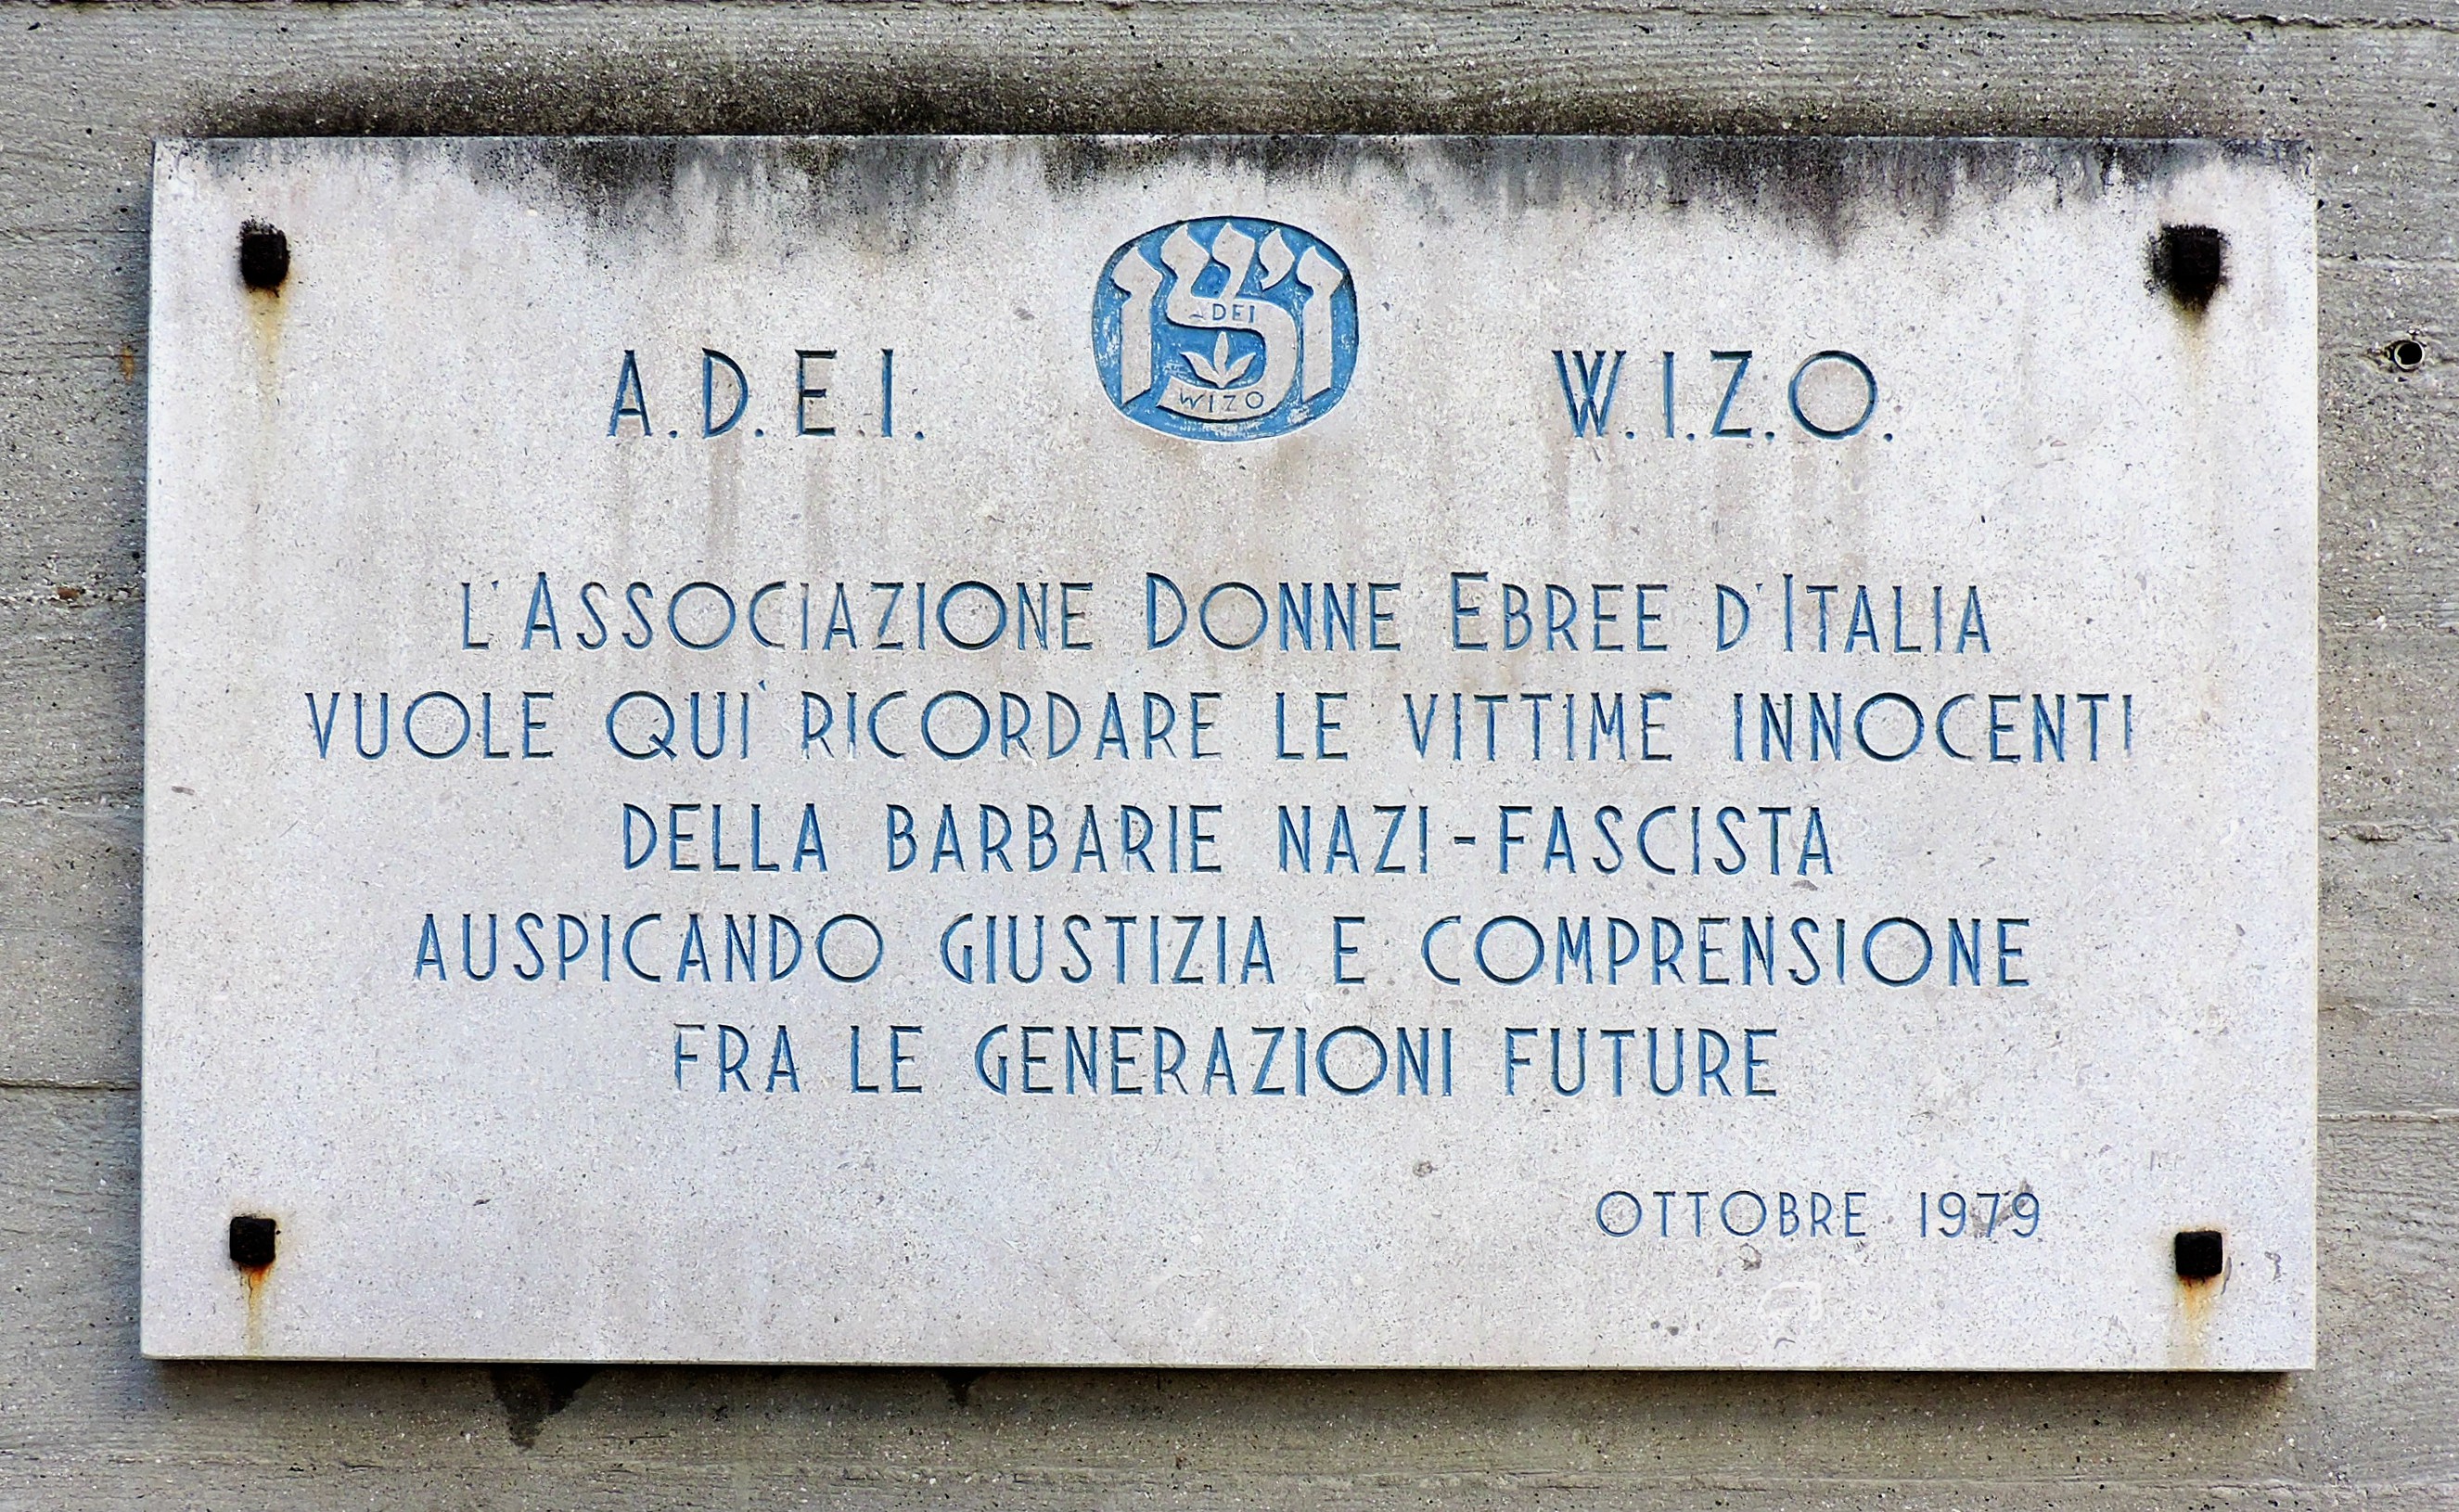 ויצו
ADEI
WIZO
A.D.E.I. W.I.Z.O.
L'ASSOCIAZIONE DONNE EBREE D'ITALIA
VUOLE QUI` RICORDARE LE VITTIME INNOCENTI
DELLA BARBARIE NAZI-FASCISTA
AUSPICANDO GIUSTIZIA E COMPRENSIONE
FRA LE GENERAZIONI FUTURE
OTTOBRE 1979